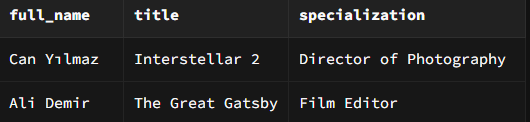 full_name title specialization
Can Yılmaz Interstellar 2 Director of Photography
Ali Demir The Great Gatsby Film Editor